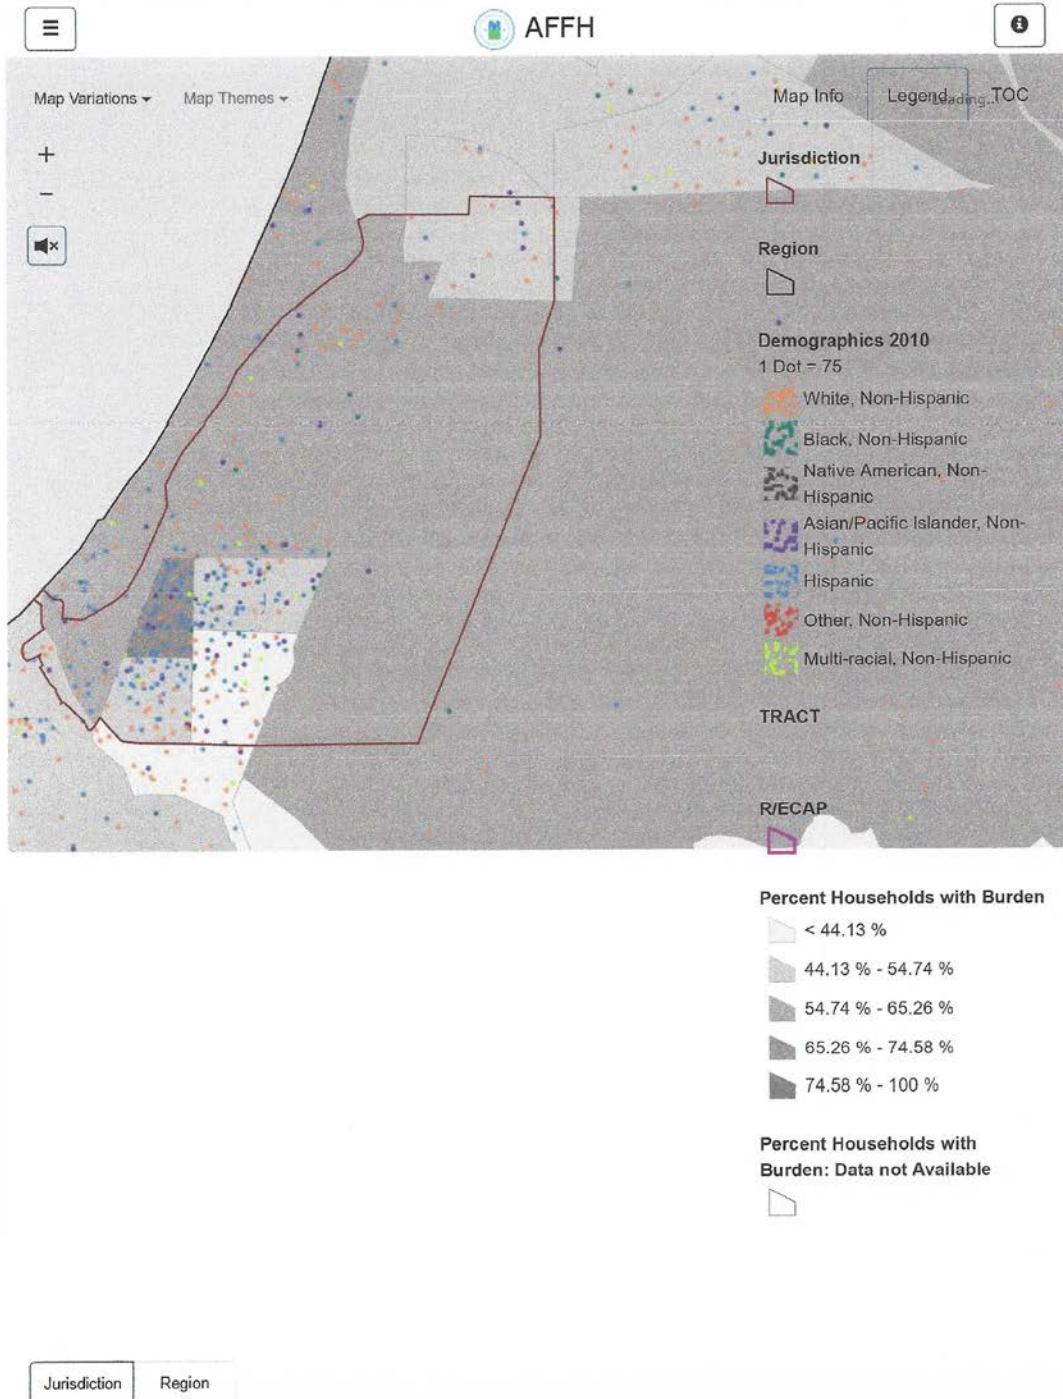 AFFH
Map Variations
Map Themes
Map Info
Legend
Loading...
TOC
+
−
Jurisdiction
Region
Demographics 2010
1 Dot = 75
White, Non-Hispanic
Black, Non-Hispanic
Native American, Non-
Hispanic
Asian/Pacific Islander, Non-
Hispanic
Hispanic
Other, Non-Hispanic
Multi-racial, Non-Hispanic
TRACT
R/ECAP
Percent Households with Burden
< 44.13 %
44.13 % - 54.74 %
54.74 % - 65.26 %
65.26 % - 74.58 %
74.58 % - 100 %
Percent Households with
Burden: Data not Available
Jurisdiction
Region